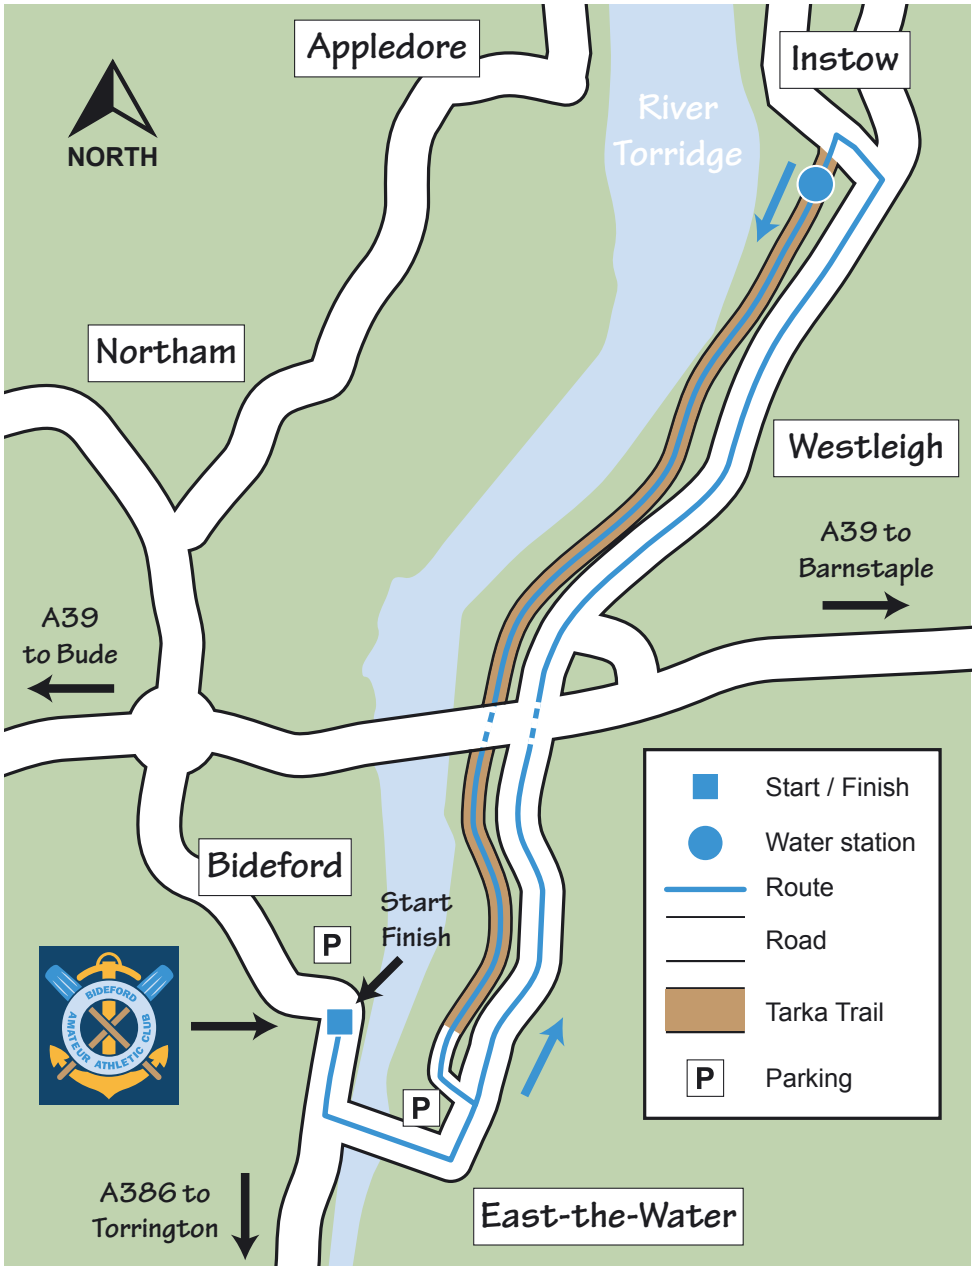 Appledore
Instow
River
Torridge
NORTH
Northam
Westleigh
A39 to
Barnstaple
A39
to Bude
Bideford
Start
Finish
P
BIDEFORD
AMATEUR ATHLETIC CLUB
P
A386 to
Torrington
East-the-Water
Start / Finish
Water station
Route
Road
Tarka Trail
P
Parking